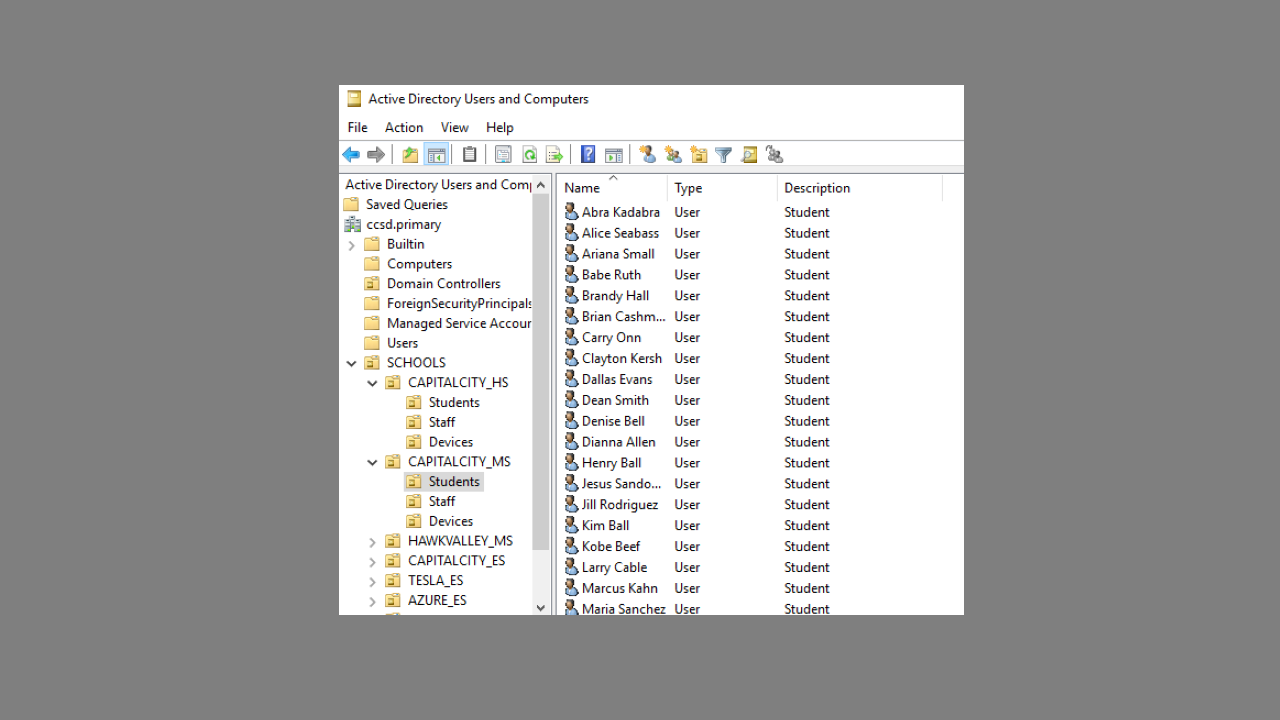 Active Directory Users and Computers
File Action View Help
Active Directory Users and Comp
Saved Queries
ccsd.primary
Builtin
Computers
Domain Controllers
ForeignSecurityPrincipals
Managed Service Accour
Users
SCHOOLS
CAPITALCITY_HS
Students
Staff
Devices
CAPITALCITY_MS
Students
Staff
Devices
HAWKVALLEY_MS
CAPITALCITY_ES
TESLA_ES
AZURE_ES
Name Type Description
Abra Kadabra User Student
Alice Seabass User Student
Ariana Small User Student
Babe Ruth User Student
Brandy Hall User Student
Brian Cashm... User Student
Carry Onn User Student
Clayton Kersh User Student
Dallas Evans User Student
Dean Smith User Student
Denise Bell User Student
Dianna Allen User Student
Henry Ball User Student
Jesus Sando... User Student
Jill Rodriguez User Student
Kim Ball User Student
Kobe Beef User Student
Larry Cable User Student
Marcus Kahn User Student
Maria Sanchez User Student